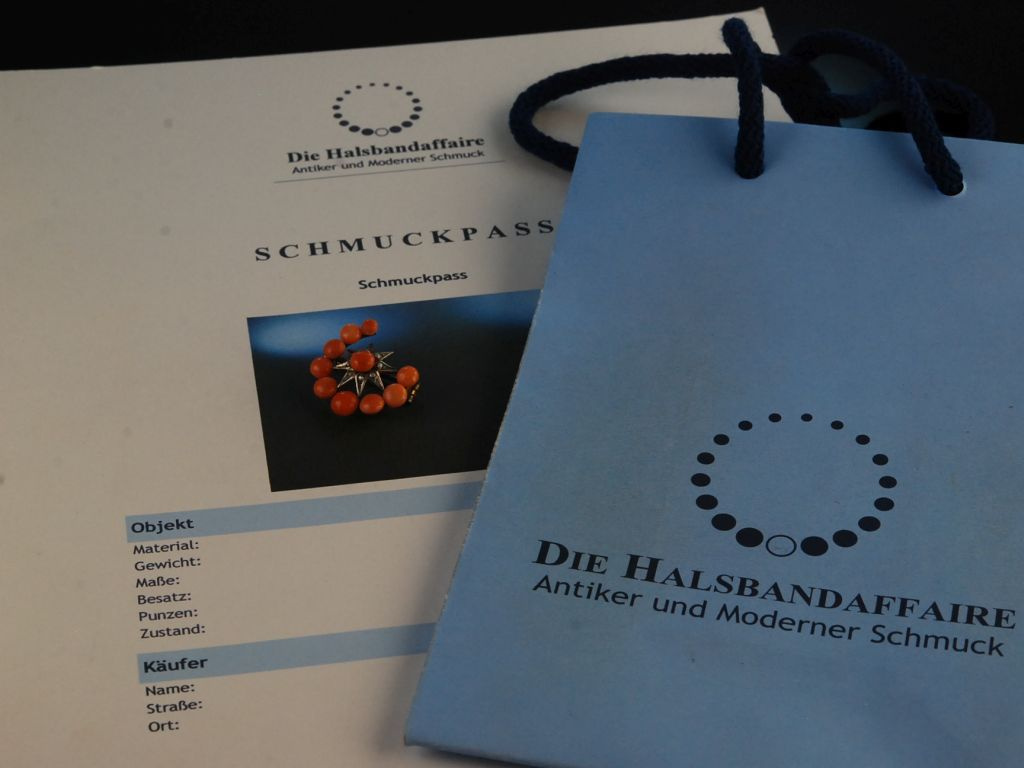 Die Halsbandaffaire
Antiker und Moderner Schmuck
SCHMUCKPASS
Schmuckpass
Objekt
Material:
Gewicht:
Maße:
Besatz:
Punzen:
Zustand:
Käufer
Name:
Straße:
Ort:
DIE HALSBANDAFFAIRE
Antiker und Moderner Schmuck